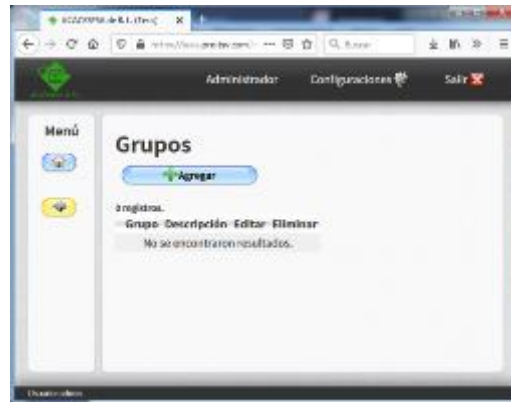 Administrador Configuraciones Salir
Menú
Grupos
Agregar
0 registros.
Grupo Descripción Editar Eliminar
No se encontraron resultados.